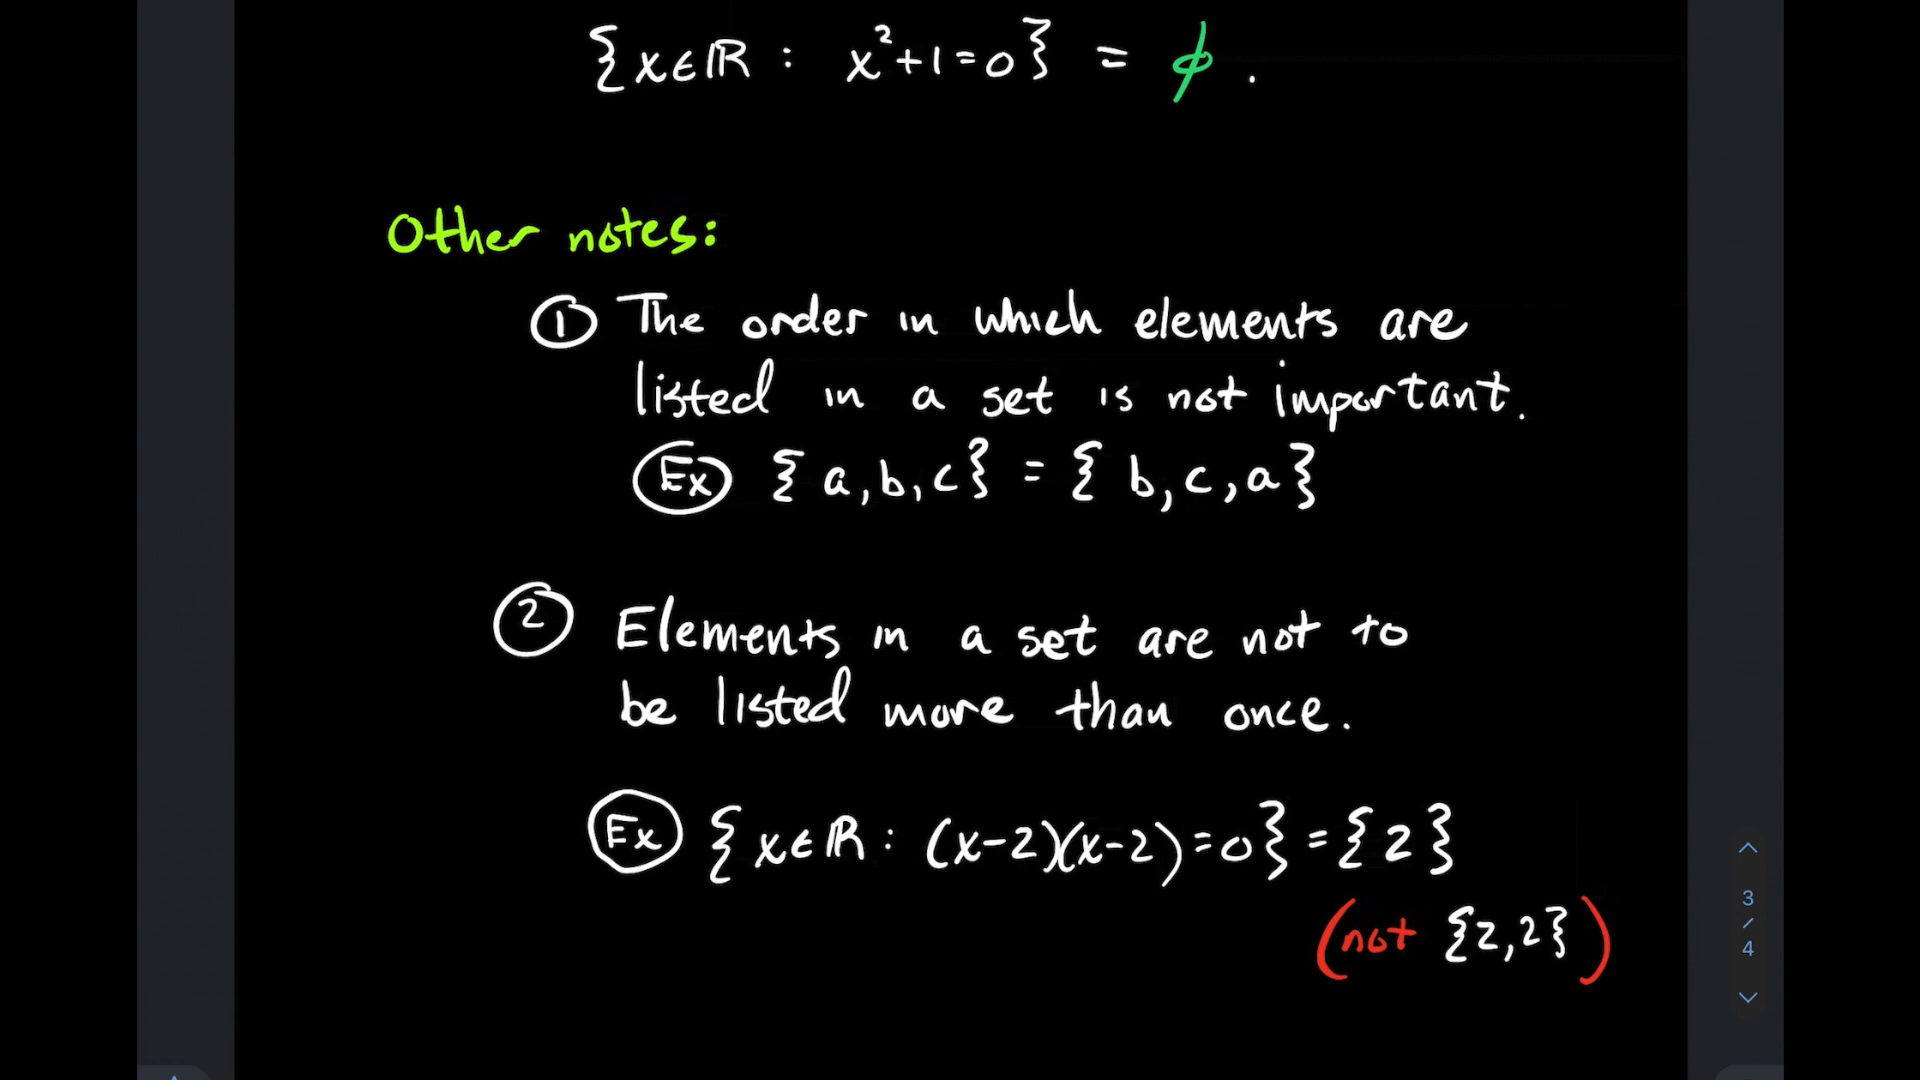 {x∈ℝ : x²+1=0} = ϕ.
Other notes:
① The order in which elements are
listed in a set is not important.
Ex {a,b,c} = {b,c,a}
② Elements in a set are not to
be listed more than once.
Ex {x∈ℝ: (x-2)(x-2)=0} = {2}
(not {2,2})
3
/
4